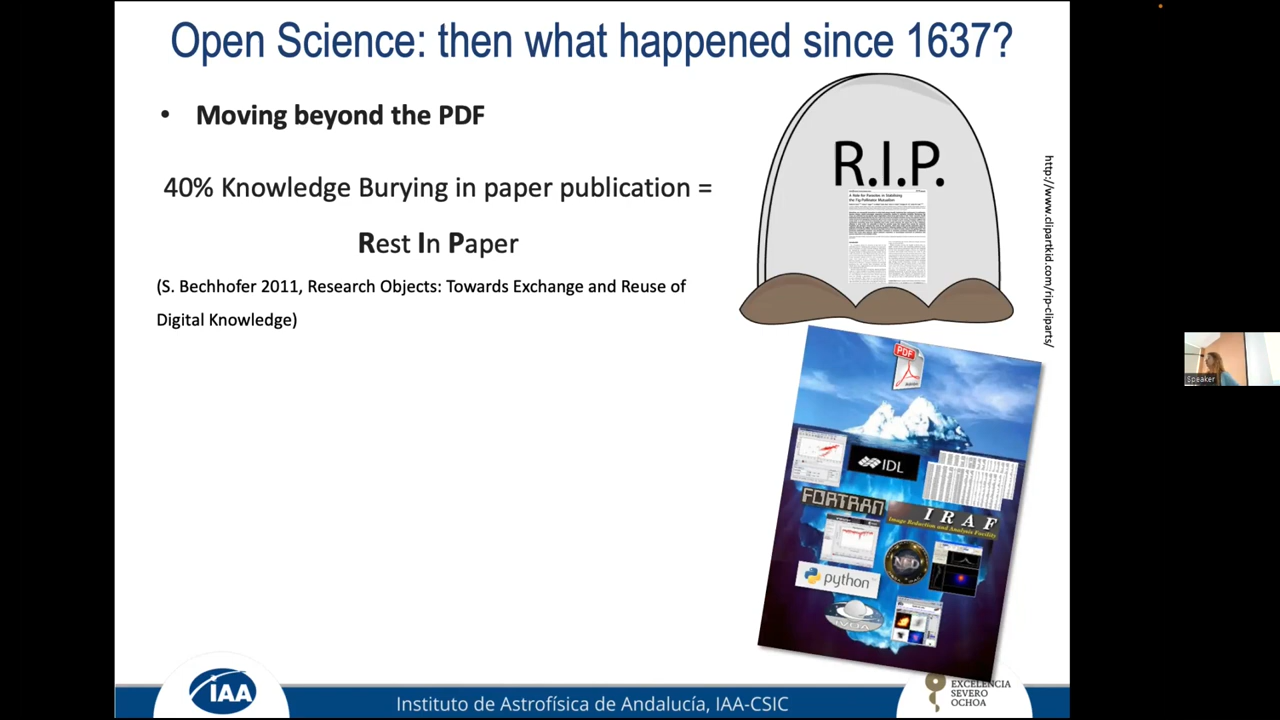 Open Science: then what happened since 1637?
• Moving beyond the PDF
40% Knowledge Burying in paper publication =
Rest In Paper
(S. Bechhofer 2011, Research Objects: Towards Exchange and Reuse of
Digital Knowledge)
R.I.P.
http://www.clipartkid.com/rip-cliparts/
PDF
IDL
FORTRAN
IRAF
Image Reduction and Analysis Facility
NED
python
IVOA
Speaker
IAA
Instituto de Astrofísica de Andalucía, IAA-CSIC
EXCELENCIA
SEVERO
OCHOA